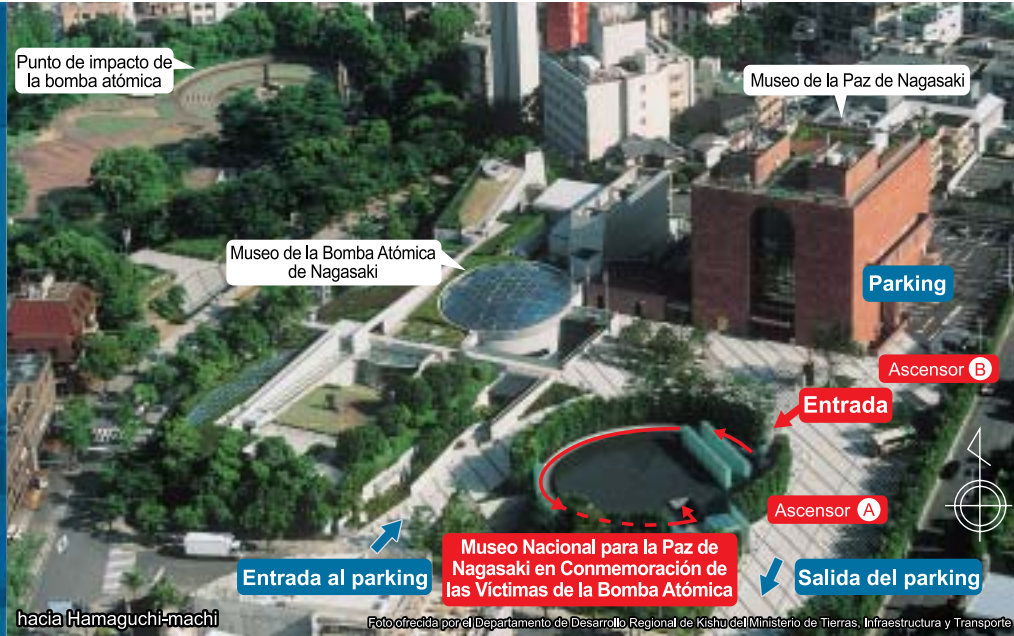 Punto de impacto de
la bomba atómica
Museo de la Paz de Nagasaki
Museo de la Bomba Atómica
de Nagasaki
Parking
Ascensor B
Entrada
Ascensor A
Museo Nacional para la Paz de
Nagasaki en Conmemoración de
las Víctimas de la Bomba Atómica
Entrada al parking
Salida del parking
hacia Hamaguchi-machi
Foto ofrecida por el Departamento de Desarrollo Regional de Kishu del Ministerio de Tierras, Infraestructura y Transporte